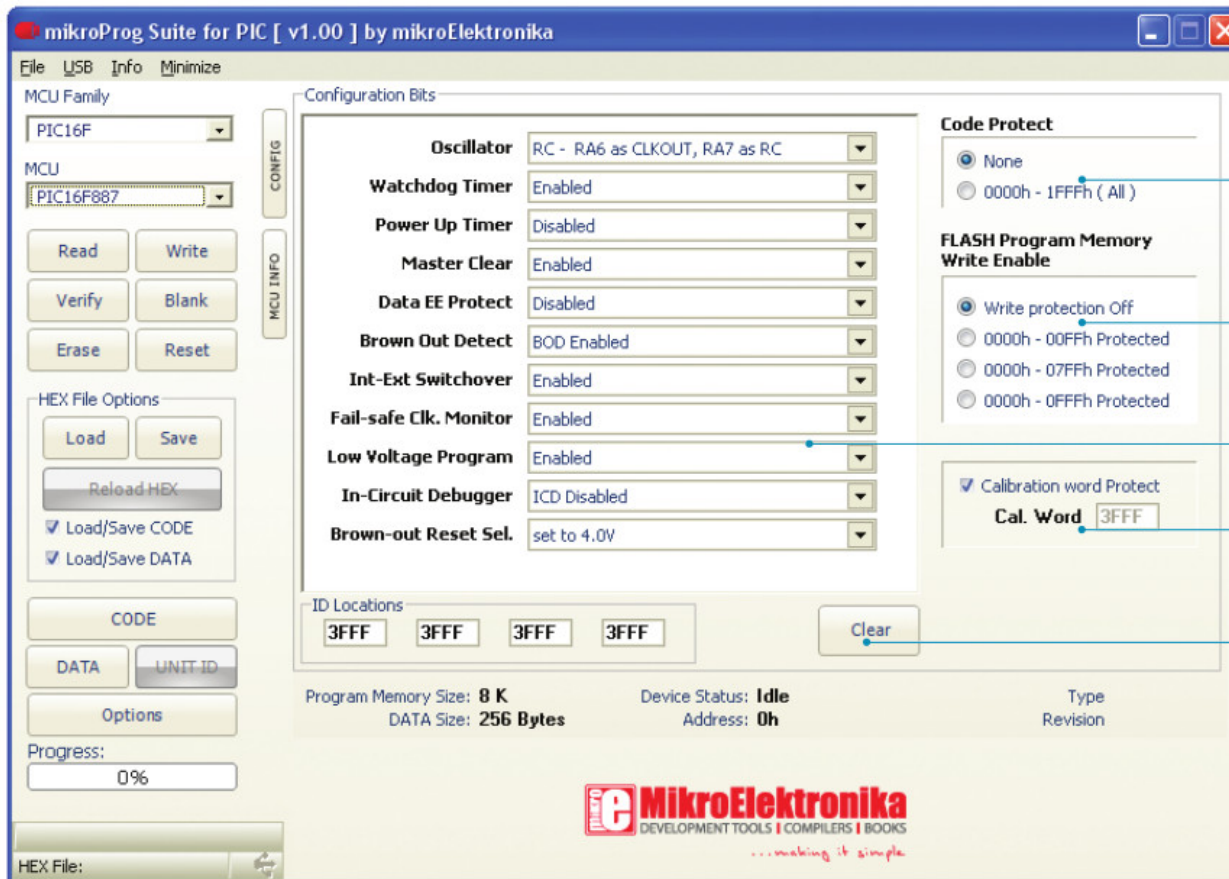 mikroProg Suite for PIC [ v1.00 ] by mikroElektronika
File USB Info Minimize
MCU Family
PIC16F
MCU
PIC16F887
Read Write
Verify Blank
Erase Reset
HEX File Options
Load Save
Reload HEX
Load/Save CODE
Load/Save DATA
CODE
DATA UNIT ID
Options
Progress:
0%
HEX File:
CONFIG
MCU INFO
Configuration Bits
Oscillator RC - RA6 as CLKOUT, RA7 as RC
Watchdog Timer Enabled
Power Up Timer Disabled
Master Clear Enabled
Data EE Protect Disabled
Brown Out Detect BOD Enabled
Int-Ext Switchover Enabled
Fail-safe Clk. Monitor Enabled
Low Voltage Program Enabled
In-Circuit Debugger ICD Disabled
Brown-out Reset Sel. set to 4.0V
Code Protect
None
0000h - 1FFFh ( All )
FLASH Program Memory
Write Enable
Write protection Off
0000h - 00FFh Protected
0000h - 07FFh Protected
0000h - 0FFFh Protected
Calibration word Protect
Cal. Word 3FFF
ID Locations
3FFF 3FFF 3FFF 3FFF
Clear
Program Memory Size: 8 K Device Status: Idle Type
DATA Size: 256 Bytes Address: 0h Revision
mikro e MikroElektronika
DEVELOPMENT TOOLS | COMPILERS | BOOKS
...making it simple